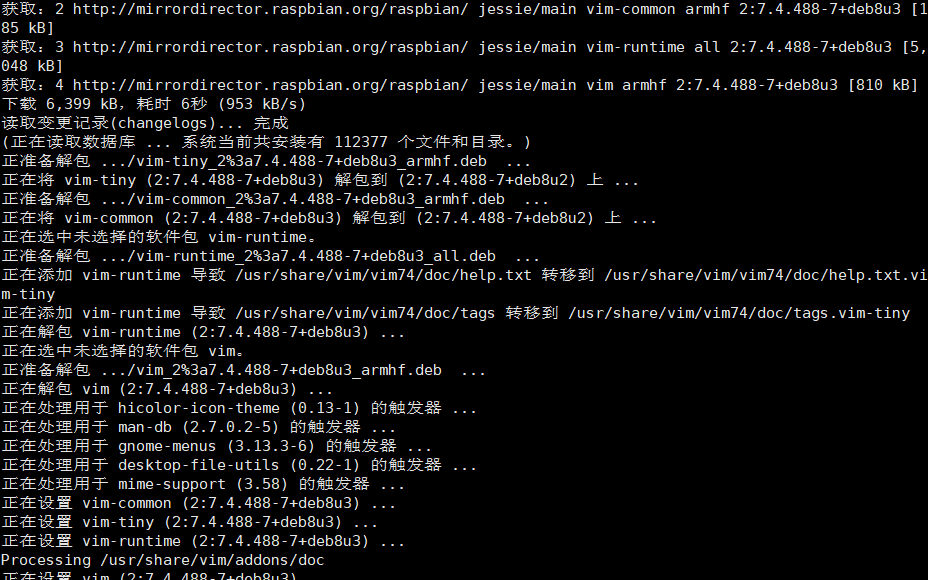 获取：2 http://mirrordirector.raspbian.org/raspbian/ jessie/main vim-common armhf 2:7.4.488-7+deb8u3 [1
85 kB]
获取：3 http://mirrordirector.raspbian.org/raspbian/ jessie/main vim-runtime all 2:7.4.488-7+deb8u3 [5,
048 kB]
获取：4 http://mirrordirector.raspbian.org/raspbian/ jessie/main vim armhf 2:7.4.488-7+deb8u3 [810 kB]
下载 6,399 kB，耗时 6秒 (953 kB/s)
读取变更记录(changelogs)... 完成
(正在读取数据库 ... 系统当前共安装有 112377 个文件和目录。)
正准备解包 .../vim-tiny_2%3a7.4.488-7+deb8u3_armhf.deb  ...
正在将 vim-tiny (2:7.4.488-7+deb8u3) 解包到 (2:7.4.488-7+deb8u2) 上 ...
正准备解包 .../vim-common_2%3a7.4.488-7+deb8u3_armhf.deb  ...
正在将 vim-common (2:7.4.488-7+deb8u3) 解包到 (2:7.4.488-7+deb8u2) 上 ...
正在选中未选择的软件包 vim-runtime。
正准备解包 .../vim-runtime_2%3a7.4.488-7+deb8u3_all.deb  ...
正在添加 vim-runtime 导致 /usr/share/vim/vim74/doc/help.txt 转移到 /usr/share/vim/vim74/doc/help.txt.vi
m-tiny
正在添加 vim-runtime 导致 /usr/share/vim/vim74/doc/tags 转移到 /usr/share/vim/vim74/doc/tags.vim-tiny
正在解包 vim-runtime (2:7.4.488-7+deb8u3) ...
正在选中未选择的软件包 vim。
正准备解包 .../vim_2%3a7.4.488-7+deb8u3_armhf.deb  ...
正在解包 vim (2:7.4.488-7+deb8u3) ...
正在处理用于 hicolor-icon-theme (0.13-1) 的触发器 ...
正在处理用于 man-db (2.7.0.2-5) 的触发器 ...
正在处理用于 gnome-menus (3.13.3-6) 的触发器 ...
正在处理用于 desktop-file-utils (0.22-1) 的触发器 ...
正在处理用于 mime-support (3.58) 的触发器 ...
正在设置 vim-common (2:7.4.488-7+deb8u3) ...
正在设置 vim-tiny (2:7.4.488-7+deb8u3) ...
正在设置 vim-runtime (2:7.4.488-7+deb8u3) ...
Processing /usr/share/vim/addons/doc
正在设置 vim (2:7.4.488-7+deb8u3)